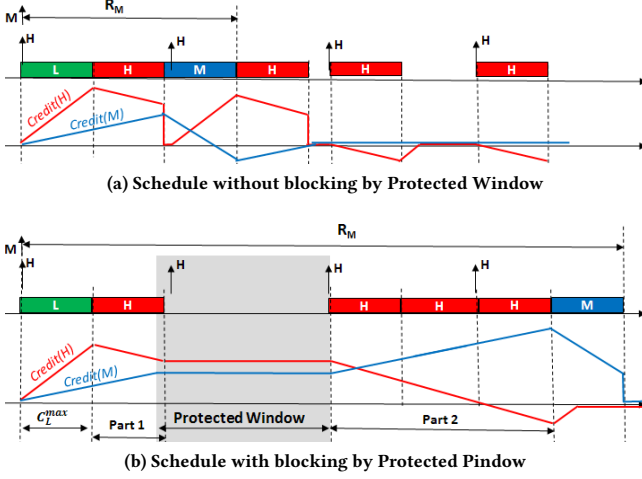 R_M
M
H
H
H
H
L
H
M
H
H
H
Credit(H)
Credit(M)
(a) Schedule without blocking by Protected Window
R_M
M
H
H
H
H
L
H
H
H
H
M
Credit(H)
Credit(M)
C_L^max
Part 1
Protected Window
Part 2
(b) Schedule with blocking by Protected Pindow